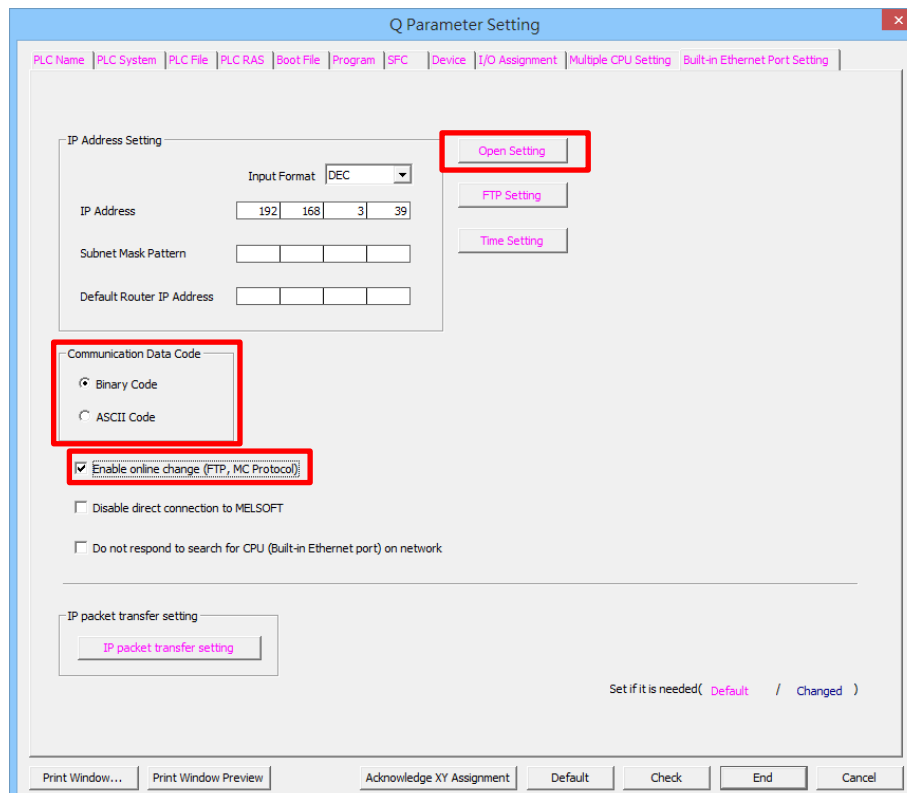 Q Parameter Setting
PLC Name PLC System PLC File PLC RAS Boot File Program SFC Device I/O Assignment Multiple CPU Setting Built-in Ethernet Port Setting
IP Address Setting
Open Setting
Input Format DEC
FTP Setting
IP Address 192 168 3 39
Time Setting
Subnet Mask Pattern
Default Router IP Address
Communication Data Code
Binary Code
ASCII Code
Enable online change (FTP, MC Protocol)
Disable direct connection to MELSOFT
Do not respond to search for CPU (Built-in Ethernet port) on network
IP packet transfer setting
IP packet transfer setting
Set if it is needed( Default / Changed )
Print Window... Print Window Preview Acknowledge XY Assignment Default Check End Cancel